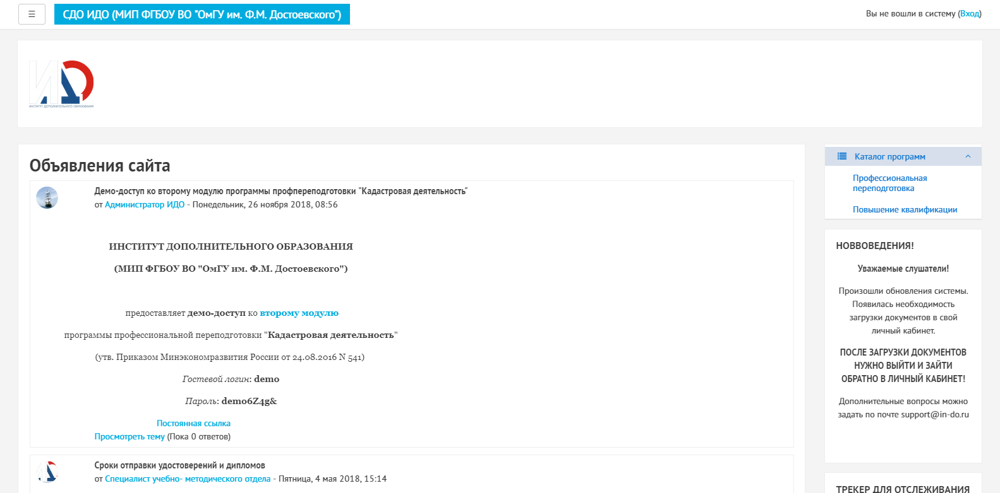 ☰ СДО ИДО (МИП ФГБОУ ВО "ОмГУ им. Ф.М. Достоевского") Вы не вошли в систему (Вход)
ИДО
ИНСТИТУТ ДОПОЛНИТЕЛЬНОГО ОБРАЗОВАНИЯ
Объявления сайта
Демо-доступ ко второму модулю программы профпереподготовки "Кадастровая деятельность"
от Администратор ИДО - Понедельник, 26 ноября 2018, 08:56
ИНСТИТУТ ДОПОЛНИТЕЛЬНОГО ОБРАЗОВАНИЯ
(МИП ФГБОУ ВО "ОмГУ им. Ф.М. Достоевского")
предоставляет демо-доступ ко второму модулю
программы профессиональной переподготовки "Кадастровая деятельность"
(утв. Приказом Минэкономразвития России от 24.08.2016 N 541)
Гостевой логин: demo
Пароль: demo6Z4g&
Постоянная ссылка
Просмотреть тему (Пока 0 ответов)
Сроки отправки удостоверений и дипломов
от Специалист учебно- методического отдела - Пятница, 4 мая 2018, 15:14
Каталог программ
Профессиональная
переподготовка
Повышение квалификации
НОВВОВЕДЕНИЯ!
Уважаемые слушатели!
Произошли обновления системы.
Появилась необходимость
загрузки документов в свой
личный кабинет.
ПОСЛЕ ЗАГРУЗКИ ДОКУМЕНТОВ
НУЖНО ВЫЙТИ И ЗАЙТИ
ОБРАТНО В ЛИЧНЫЙ КАБИНЕТ!
Дополнительные вопросы можно
задать по почте support@in-do.ru
ТРЕКЕР ДЛЯ ОТСЛЕЖИВАНИЯ